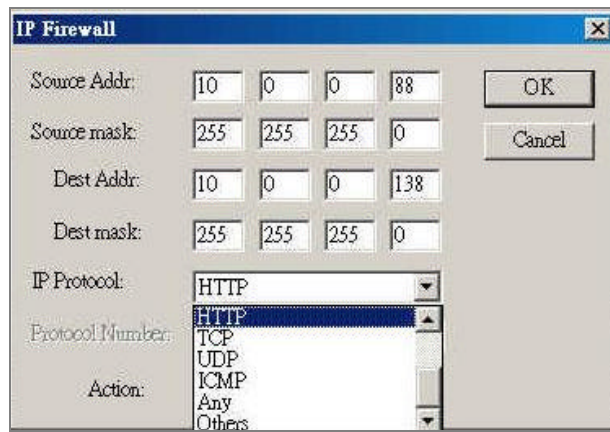 IP Firewall
Source Addr: 10 0 0 88 OK
Source mask: 255 255 255 0 Cancel
Dest Addr: 10 0 0 138
Dest mask: 255 255 255 0
IP Protocol: HTTP
HTTP
Protocol Number: TCP
UDP
Action: ICMP
Any
Others